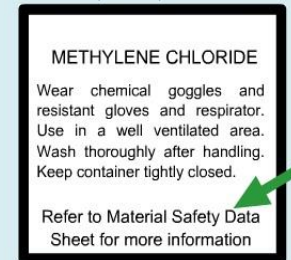 METHYLENE CHLORIDE
Wear chemical goggles and
resistant gloves and respirator.
Use in a well ventilated area.
Wash thoroughly after handling.
Keep container tightly closed.
Refer to Material Safety Data
Sheet for more information